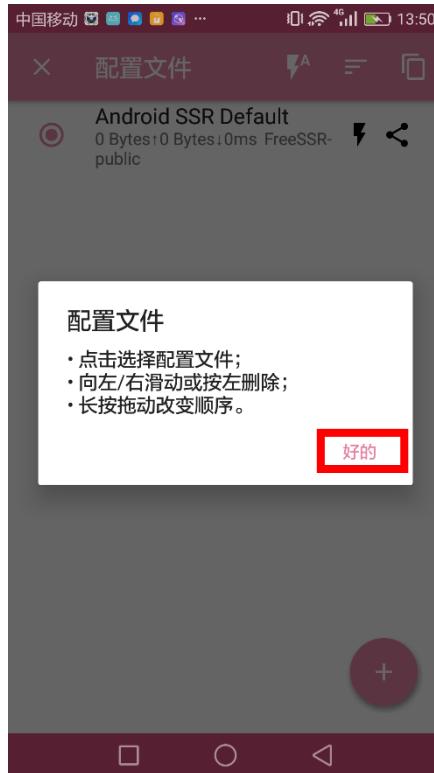 中国移动 4G 13:50
配置文件 A
Android SSR Default
0 Bytes↑0 Bytes↓0ms FreeSSR-
public
配置文件
·点击选择配置文件；
·向左/右滑动或按左删除；
·长按拖动改变顺序。
好的